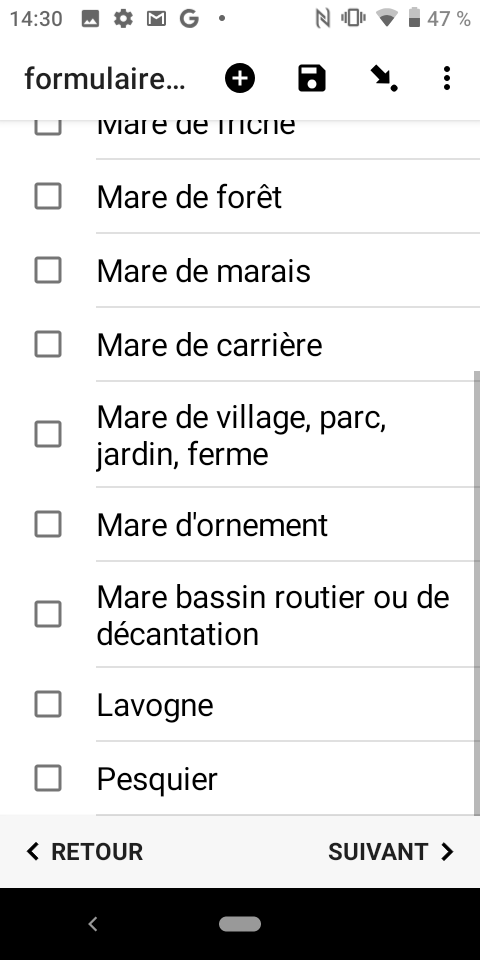 14:30
47 %
formulaire...
Mare de friche
Mare de forêt
Mare de marais
Mare de carrière
Mare de village, parc,
jardin, ferme
Mare d'ornement
Mare bassin routier ou de
décantation
Lavogne
Pesquier
RETOUR
SUIVANT